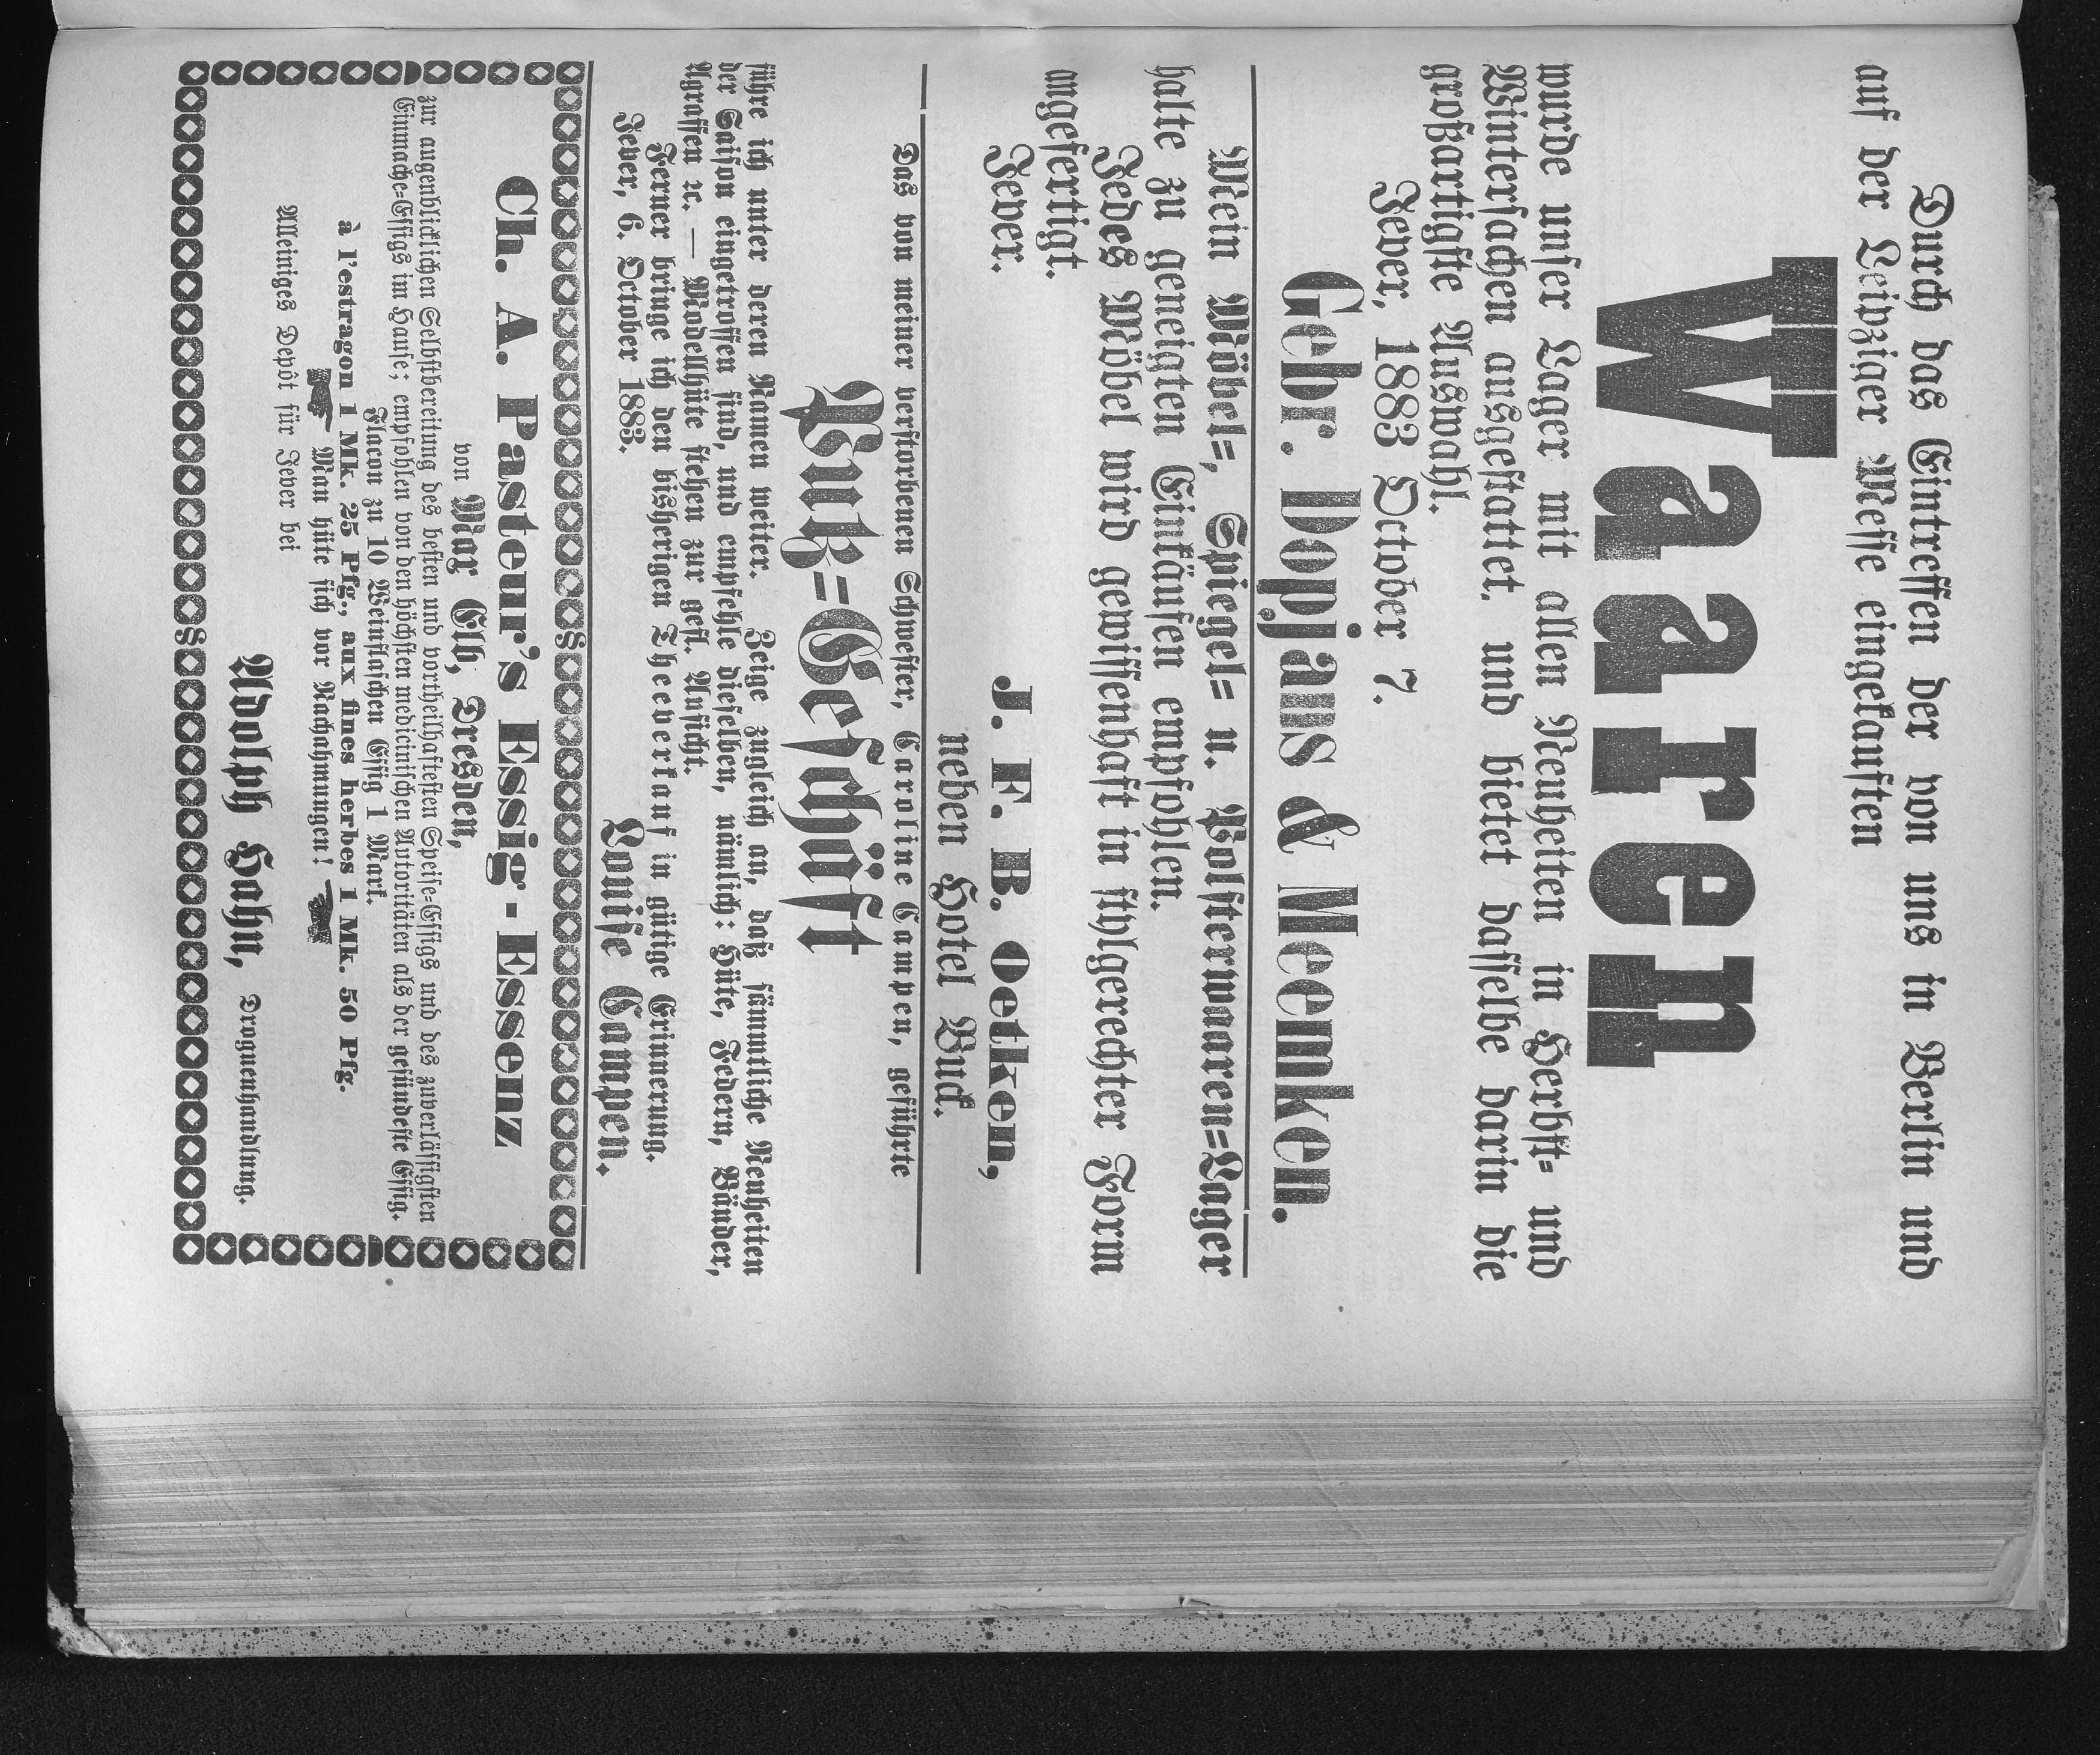 Durch das Eintreffen der von uns in Berlin und
auf der Leipziger Messe eingekauften
Waaren
wurde unser Lager mit allen Neuheiten in Herbst- und
Wintersachen ausgestattet und bietet dasselbe darin die
großartigste Auswahl.
Jever, 1883 October 7.
Gebr. Dopjans & Meemken.
Mein Möbel-, Spiegel- u. Polsterwaaren-Lager
halte zu geneigten Einkäufen empfohlen.
Jedes Möbel wird gewissenhaft in stylgerechter Form
angefertigt.
Jever. J. F. B. Oetken,
neben Hotel Buck.
Das von meiner verstorbenen Schwester, Caroline Campen, geführte
Putz-Geschäft
führe ich unter deren Namen weiter. Zeige zugleich an, daß sämmtliche Neuheiten
der Saison eingetroffen sind, und empfehle dieselben, nämlich: Hüte, Federn, Bänder,
Agraffen ꝛc. — Modellhüte stehen zur gefl. Ansicht.
Ferner bringe ich den bisherigen Theeverkauf in gütige Erinnerung.
Jever, 6. October 1883. Louise Campen.
Ch. A. Pasteur's Essig-Essenz
von Max Elb, Dresden,
zur augenblicklichen Selbstbereitung des besten und vortheilhaftesten Speise-Essigs und des zuverlässigsten
Einmache-Essigs im Hause; empfohlen von den höchsten medicinischen Autoritäten als der gesündeste Essig.
Flacon zu 10 Weinflaschen Essig 1 Mark.
à l'estragon 1 Mk. 25 Pfg., aux fines herbes 1 Mk. 50 Pfg.
Man hüte sich vor Nachahmungen!
Alleiniges Depôt für Jever bei
Adolph Hahn, Droguenhandlung.